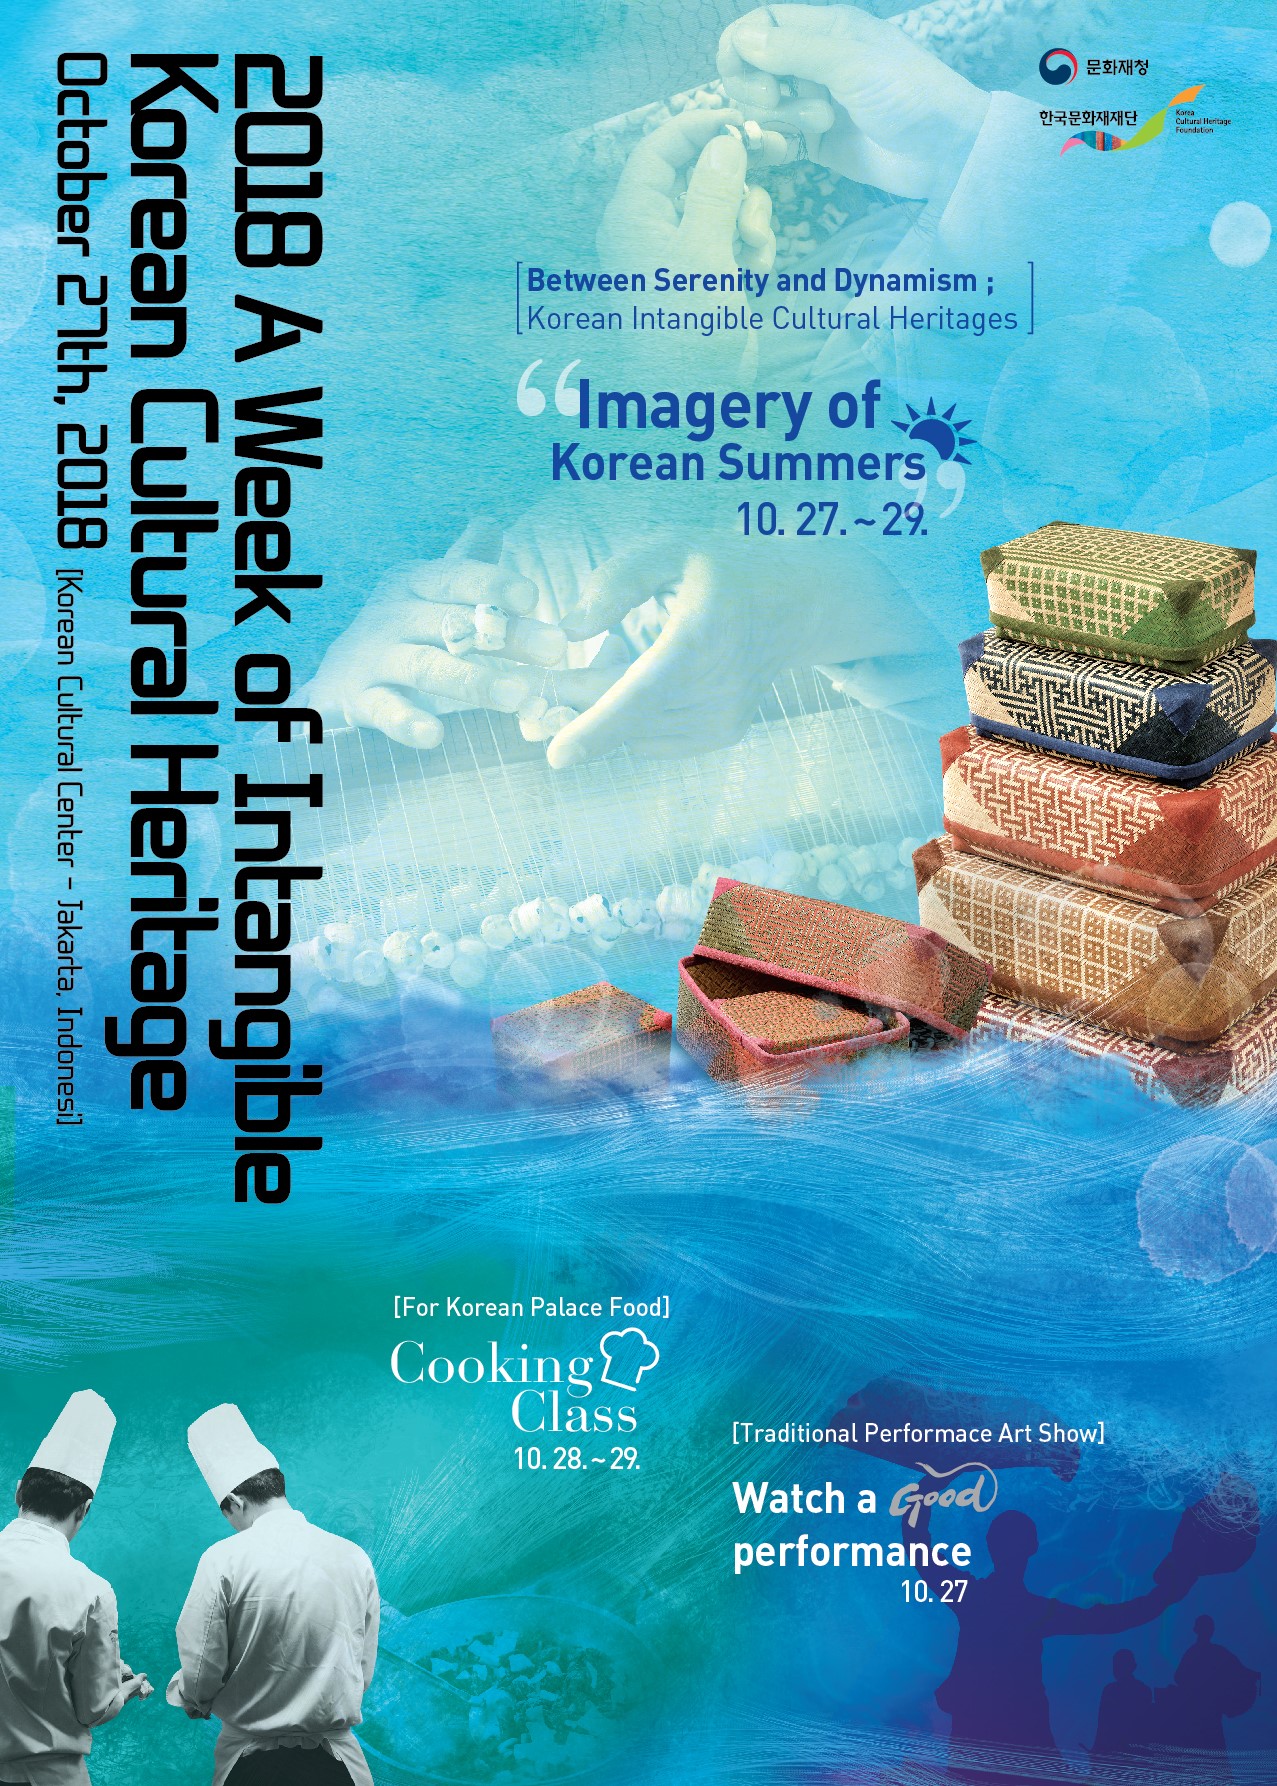 2018 A Week of Intangible
Korean Cultural Heritage
October 27th, 2018 [Korean Cultural Center - Jakarta, Indonesi]
문화재청
한국문화재재단
Korea
Cultural Heritage
Foundation
[Between Serenity and Dynamism ;
Korean Intangible Cultural Heritages]
“Imagery of
Korean Summers”
10. 27. ~ 29.
[For Korean Palace Food]
Cooking
Class
10. 28. ~ 29.
[Traditional Performace Art Show]
Watch a Good
performance
10. 27